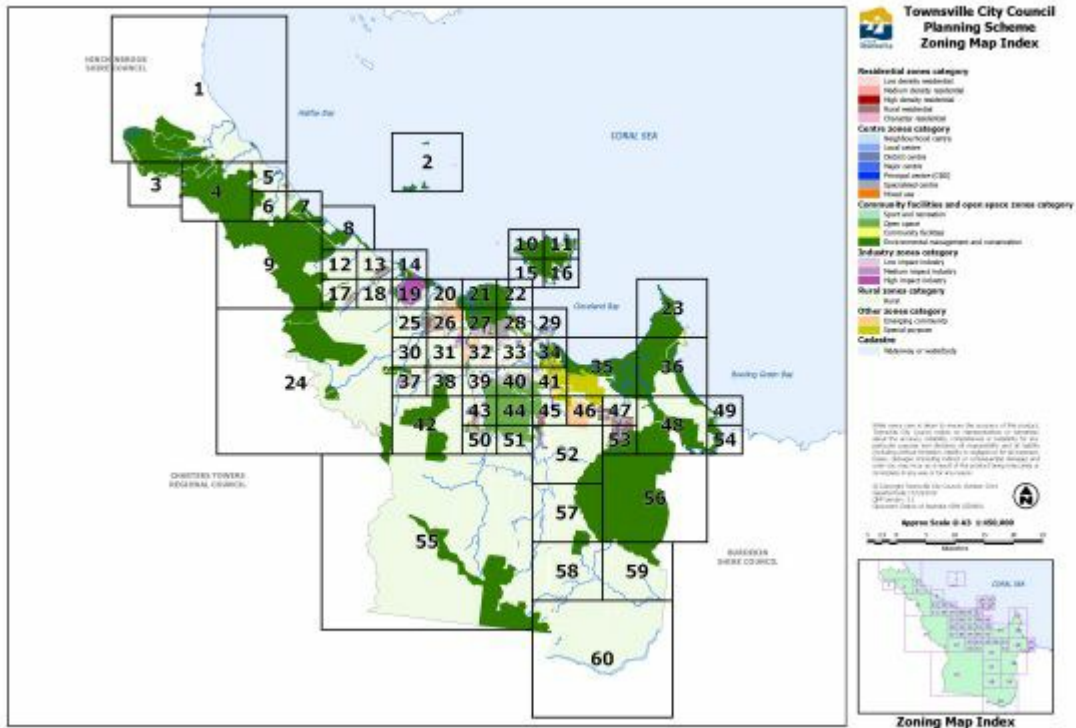 Townsville City Council
Planning Scheme
Zoning Map Index
Residential zones category
Low density residential
Medium density residential
High density residential
Rural residential
Character residential
Centre zones category
Neighbourhood centre
Local centre
District centre
Major centre
Principal centre (CBD)
Specialised centre
Mixed use
Community facilities and open space zones category
Sport and recreation
Open space
Community facilities
Environmental management and conservation
Industry zones category
Low impact industry
Medium impact industry
High impact industry
Rural zones category
Rural
Other zones category
Emerging community
Special purpose
Cadastre
Waterway or waterbody
HINCHINBROOK
SHIRE COUNCIL
1
Halifax Bay
CORAL SEA
2
3
4
5
6
7
8
9
10 11
12 13 14
15 16
17 18 19 20 21 22
Cleveland Bay
23
24
25 26 27 28 29
30 31 32 33 34 35 36
Bowling Green Bay
37 38 39 40 41
42
43 44 45 46 47 48 49
50 51 52 53 54
CHARTERS TOWERS
REGIONAL COUNCIL
55
56
57
58 59
BURDEKIN
SHIRE COUNCIL
60
N
Approx Scale @ A3 1:450,000
Kilometres
CORAL SEA
Zoning Map Index